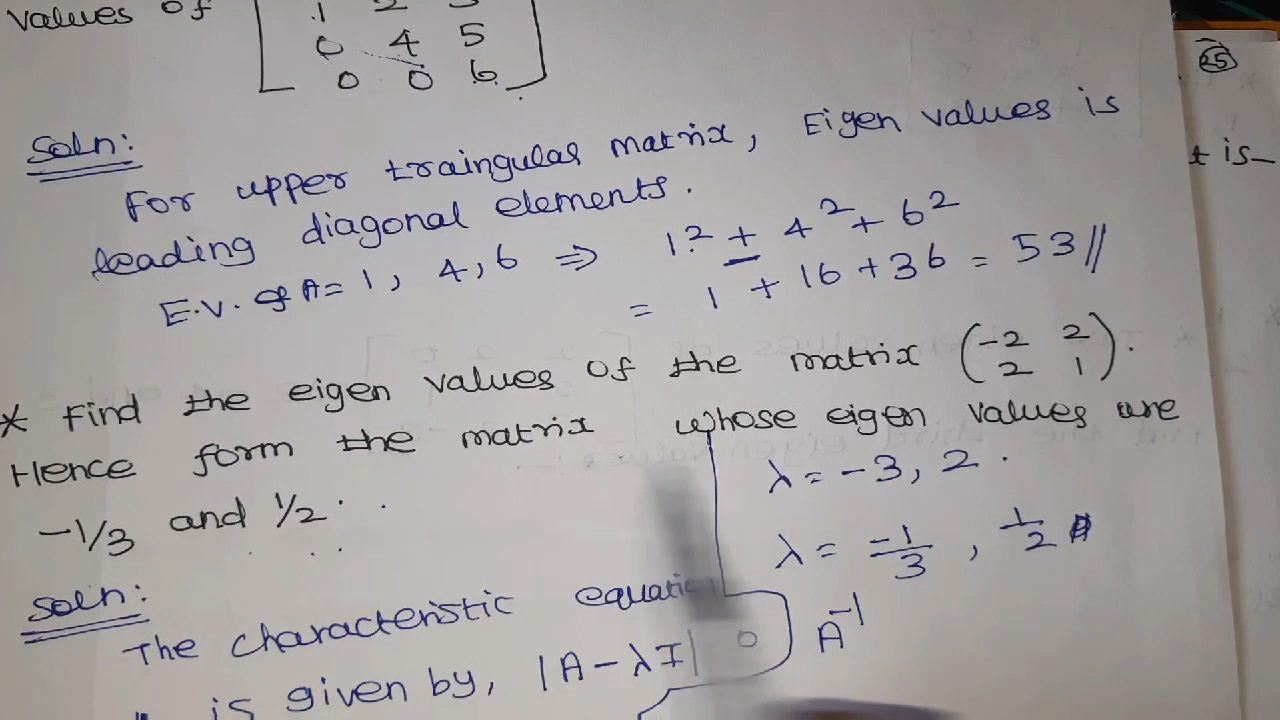 values of [1 2 3
0 4 5
0 0 6]
25
t is—
Soln:
For upper traingular matrix, Eigen values is
leading diagonal elements.
E.V. of A = 1, 4, 6 ⇒ 1² + 4² + 6²
= 1 + 16 + 36 = 53 //
* Find the eigen values of the matrix (-2 2
2 1).
Hence form the matrix whose eigen values are
-1/3 and 1/2.
λ = -3, 2.
λ = -1/3, 1/2
A⁻¹
Soln:
The characteristic
is given by, |A - λI|
0